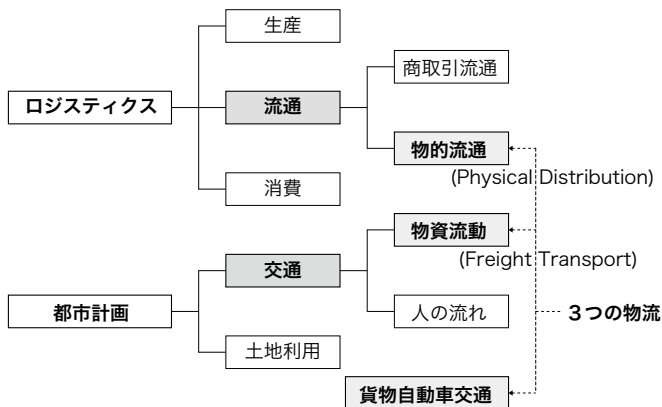 生産
商取引流通
ロジスティクス
流通
物的流通
(Physical Distribution)
消費
物資流動
(Freight Transport)
交通
都市計画
人の流れ
３つの物流
土地利用
貨物自動車交通